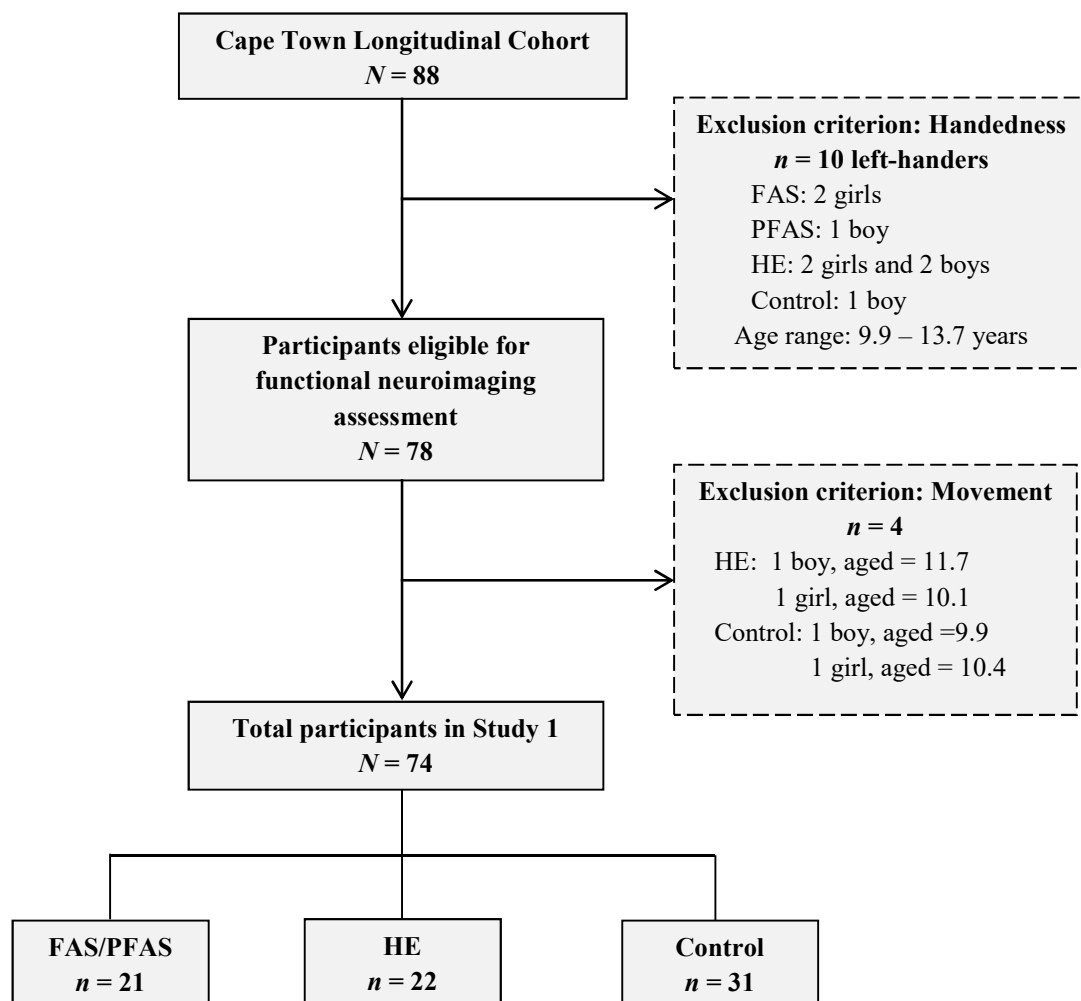 Cape Town Longitudinal Cohort
N = 88
Exclusion criterion: Handedness
n = 10 left-handers
FAS: 2 girls
PFAS: 1 boy
HE: 2 girls and 2 boys
Control: 1 boy
Age range: 9.9 – 13.7 years
Participants eligible for
functional neuroimaging
assessment
N = 78
Exclusion criterion: Movement
n = 4
HE:  1 boy, aged = 11.7
1 girl, aged = 10.1
Control: 1 boy, aged =9.9
1 girl, aged = 10.4
Total participants in Study 1
N = 74
FAS/PFAS
n = 21
HE
n = 22
Control
n = 31